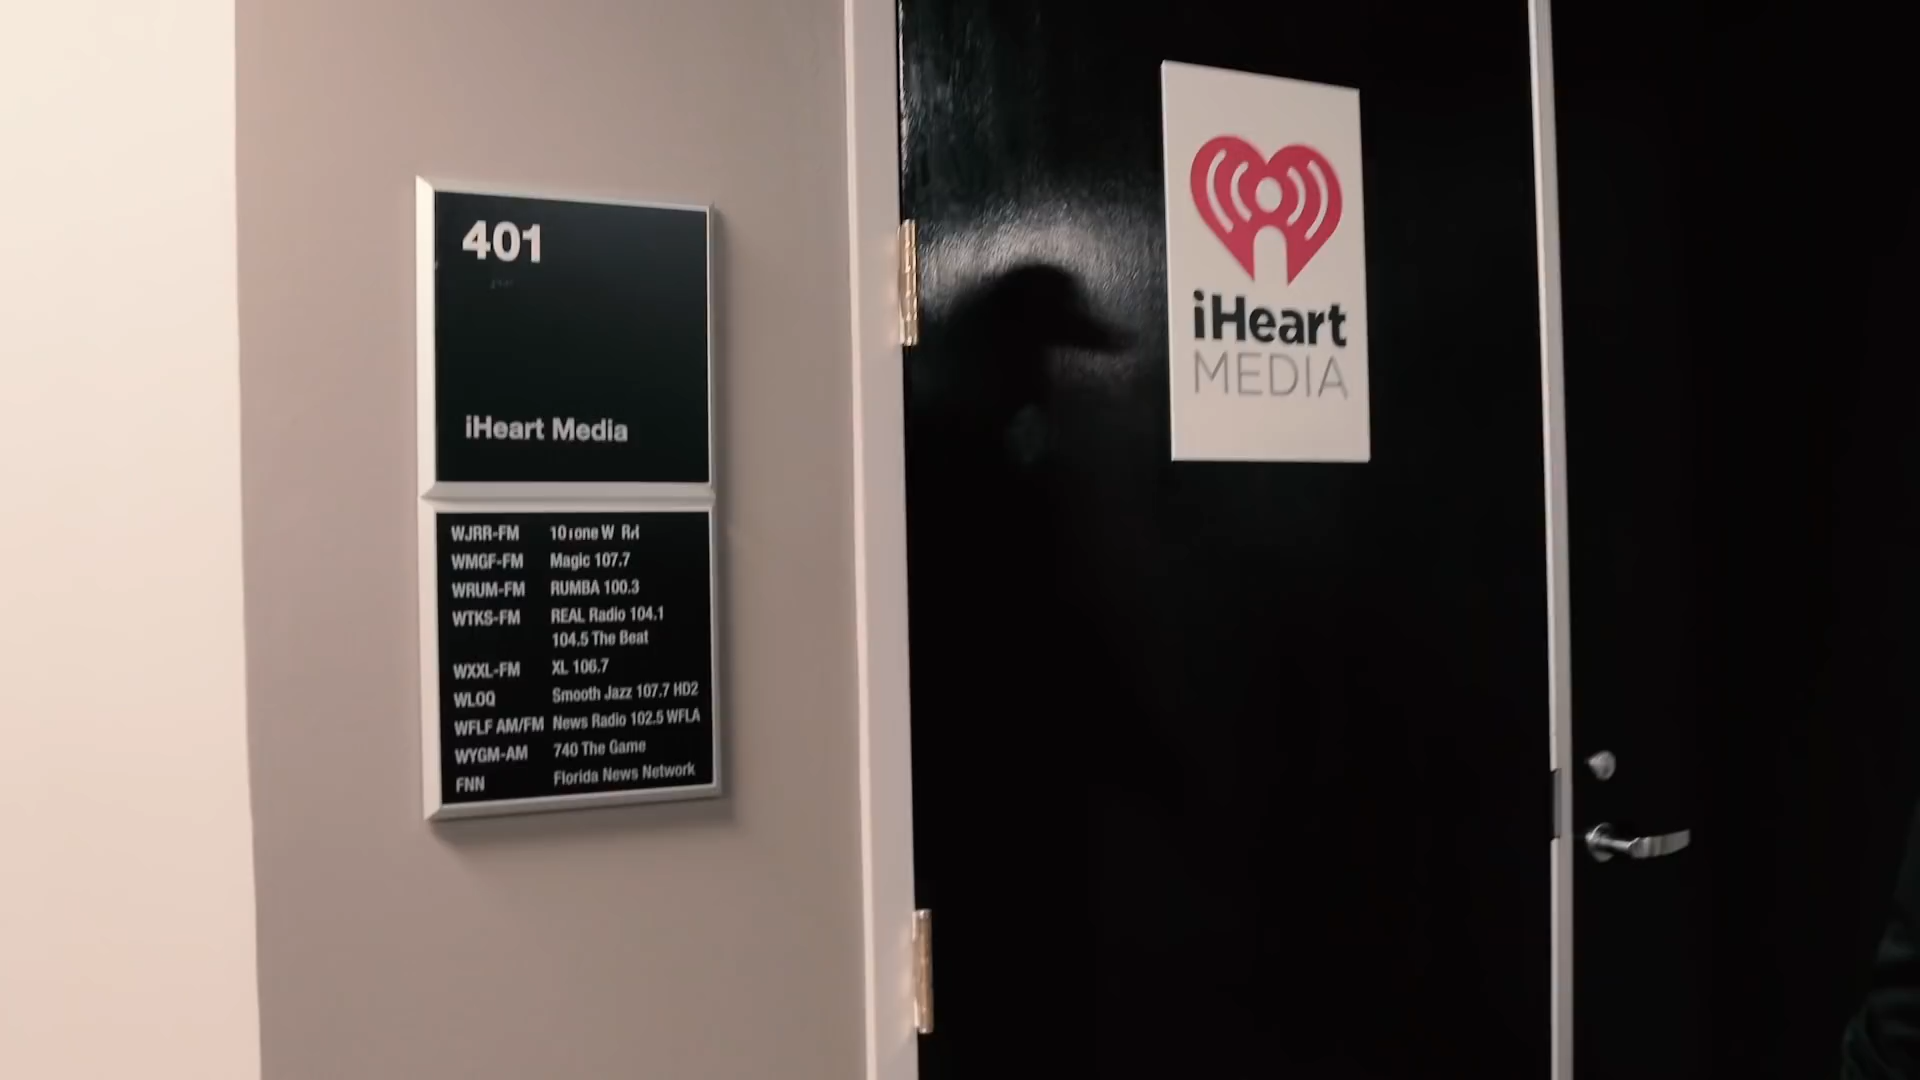 401
iHeart Media
WJRR-FM
WMGF-FM Magic 107.7
WRUM-FM RUMBA 100.3
WTKS-FM REAL Radio 104.1
104.5 The Beat
WXXL-FM XL 106.7
WLOQ Smooth Jazz 107.7 HD2
WFLF AM/FM News Radio 102.5 WFLA
WYGM-AM 740 The Game
FNN Florida News Network
iHeart
MEDIA